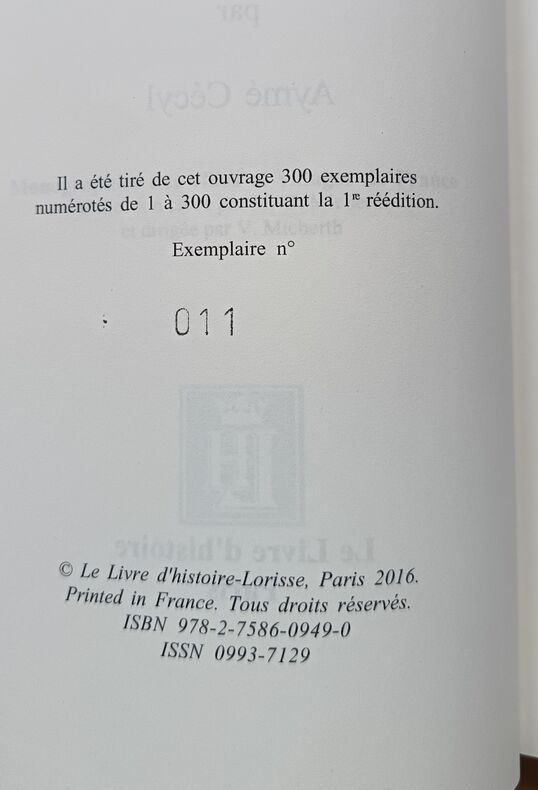 Il a été tiré de cet ouvrage 300 exemplaires
numérotés de 1 à 300 constituant la 1re réédition.
Exemplaire n°
011
© Le Livre d'histoire-Lorisse, Paris 2016.
Printed in France. Tous droits réservés.
ISBN 978-2-7586-0949-0
ISSN 0993-7129